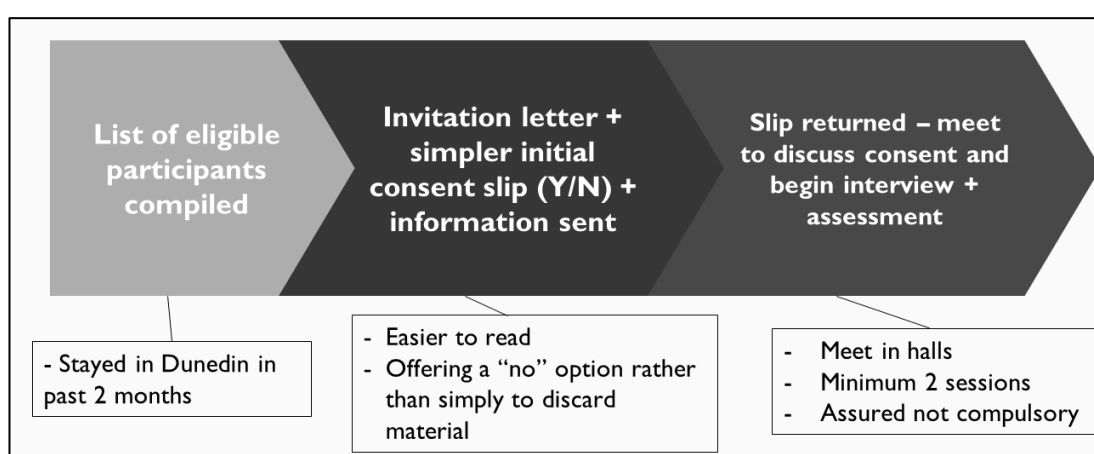 List of eligible
participants
compiled
Invitation letter +
simpler initial
consent slip (Y/N) +
information sent
Slip returned – meet
to discuss consent and
begin interview +
assessment
- Stayed in Dunedin in
past 2 months
- Easier to read
- Offering a “no” option rather
than simply to discard
material
- Meet in halls
- Minimum 2 sessions
- Assured not compulsory